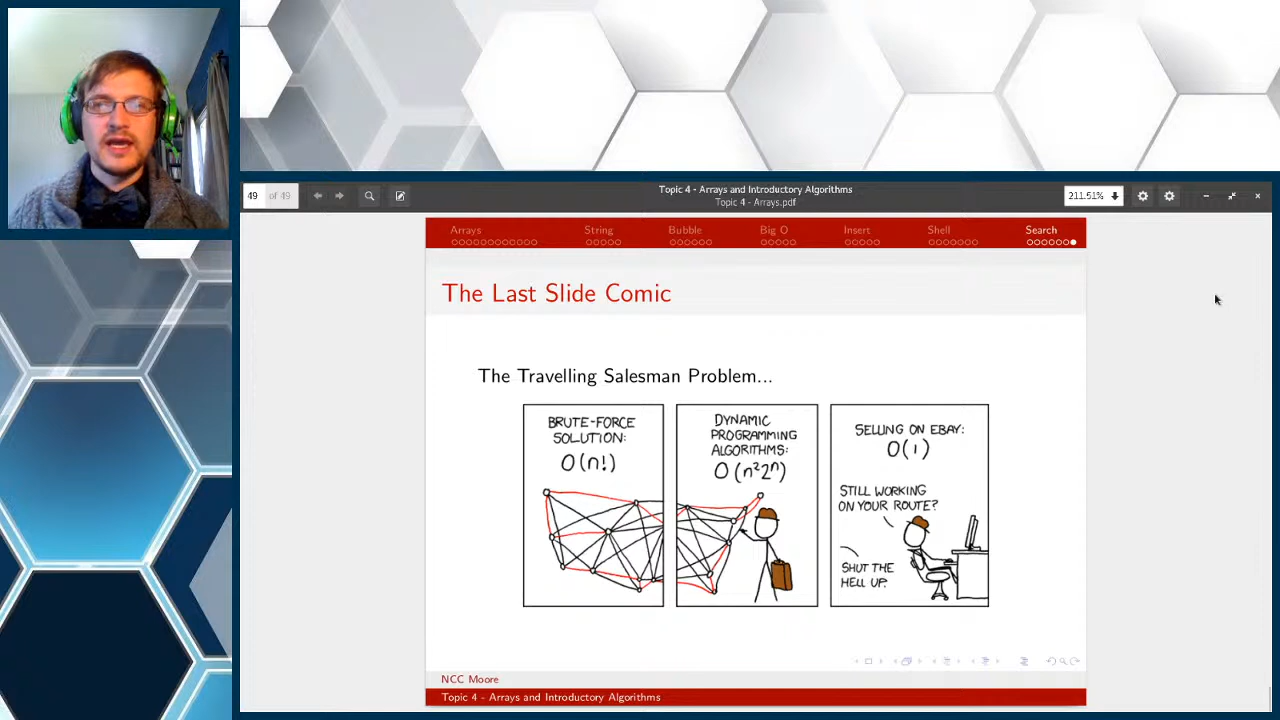 49 of 49
Topic 4 - Arrays and Introductory Algorithms
Topic 4 - Arrays.pdf
211.51%
Arrays String Bubble Big O Insert Shell Search
The Last Slide Comic
The Travelling Salesman Problem...
BRUTE-FORCE
SOLUTION:
O(n!)
DYNAMIC
PROGRAMMING
ALGORITHMS:
O(n²2ⁿ)
SELLING ON EBAY:
O(1)
STILL WORKING
ON YOUR ROUTE?
SHUT THE
HELL UP.
NCC Moore
Topic 4 - Arrays and Introductory Algorithms